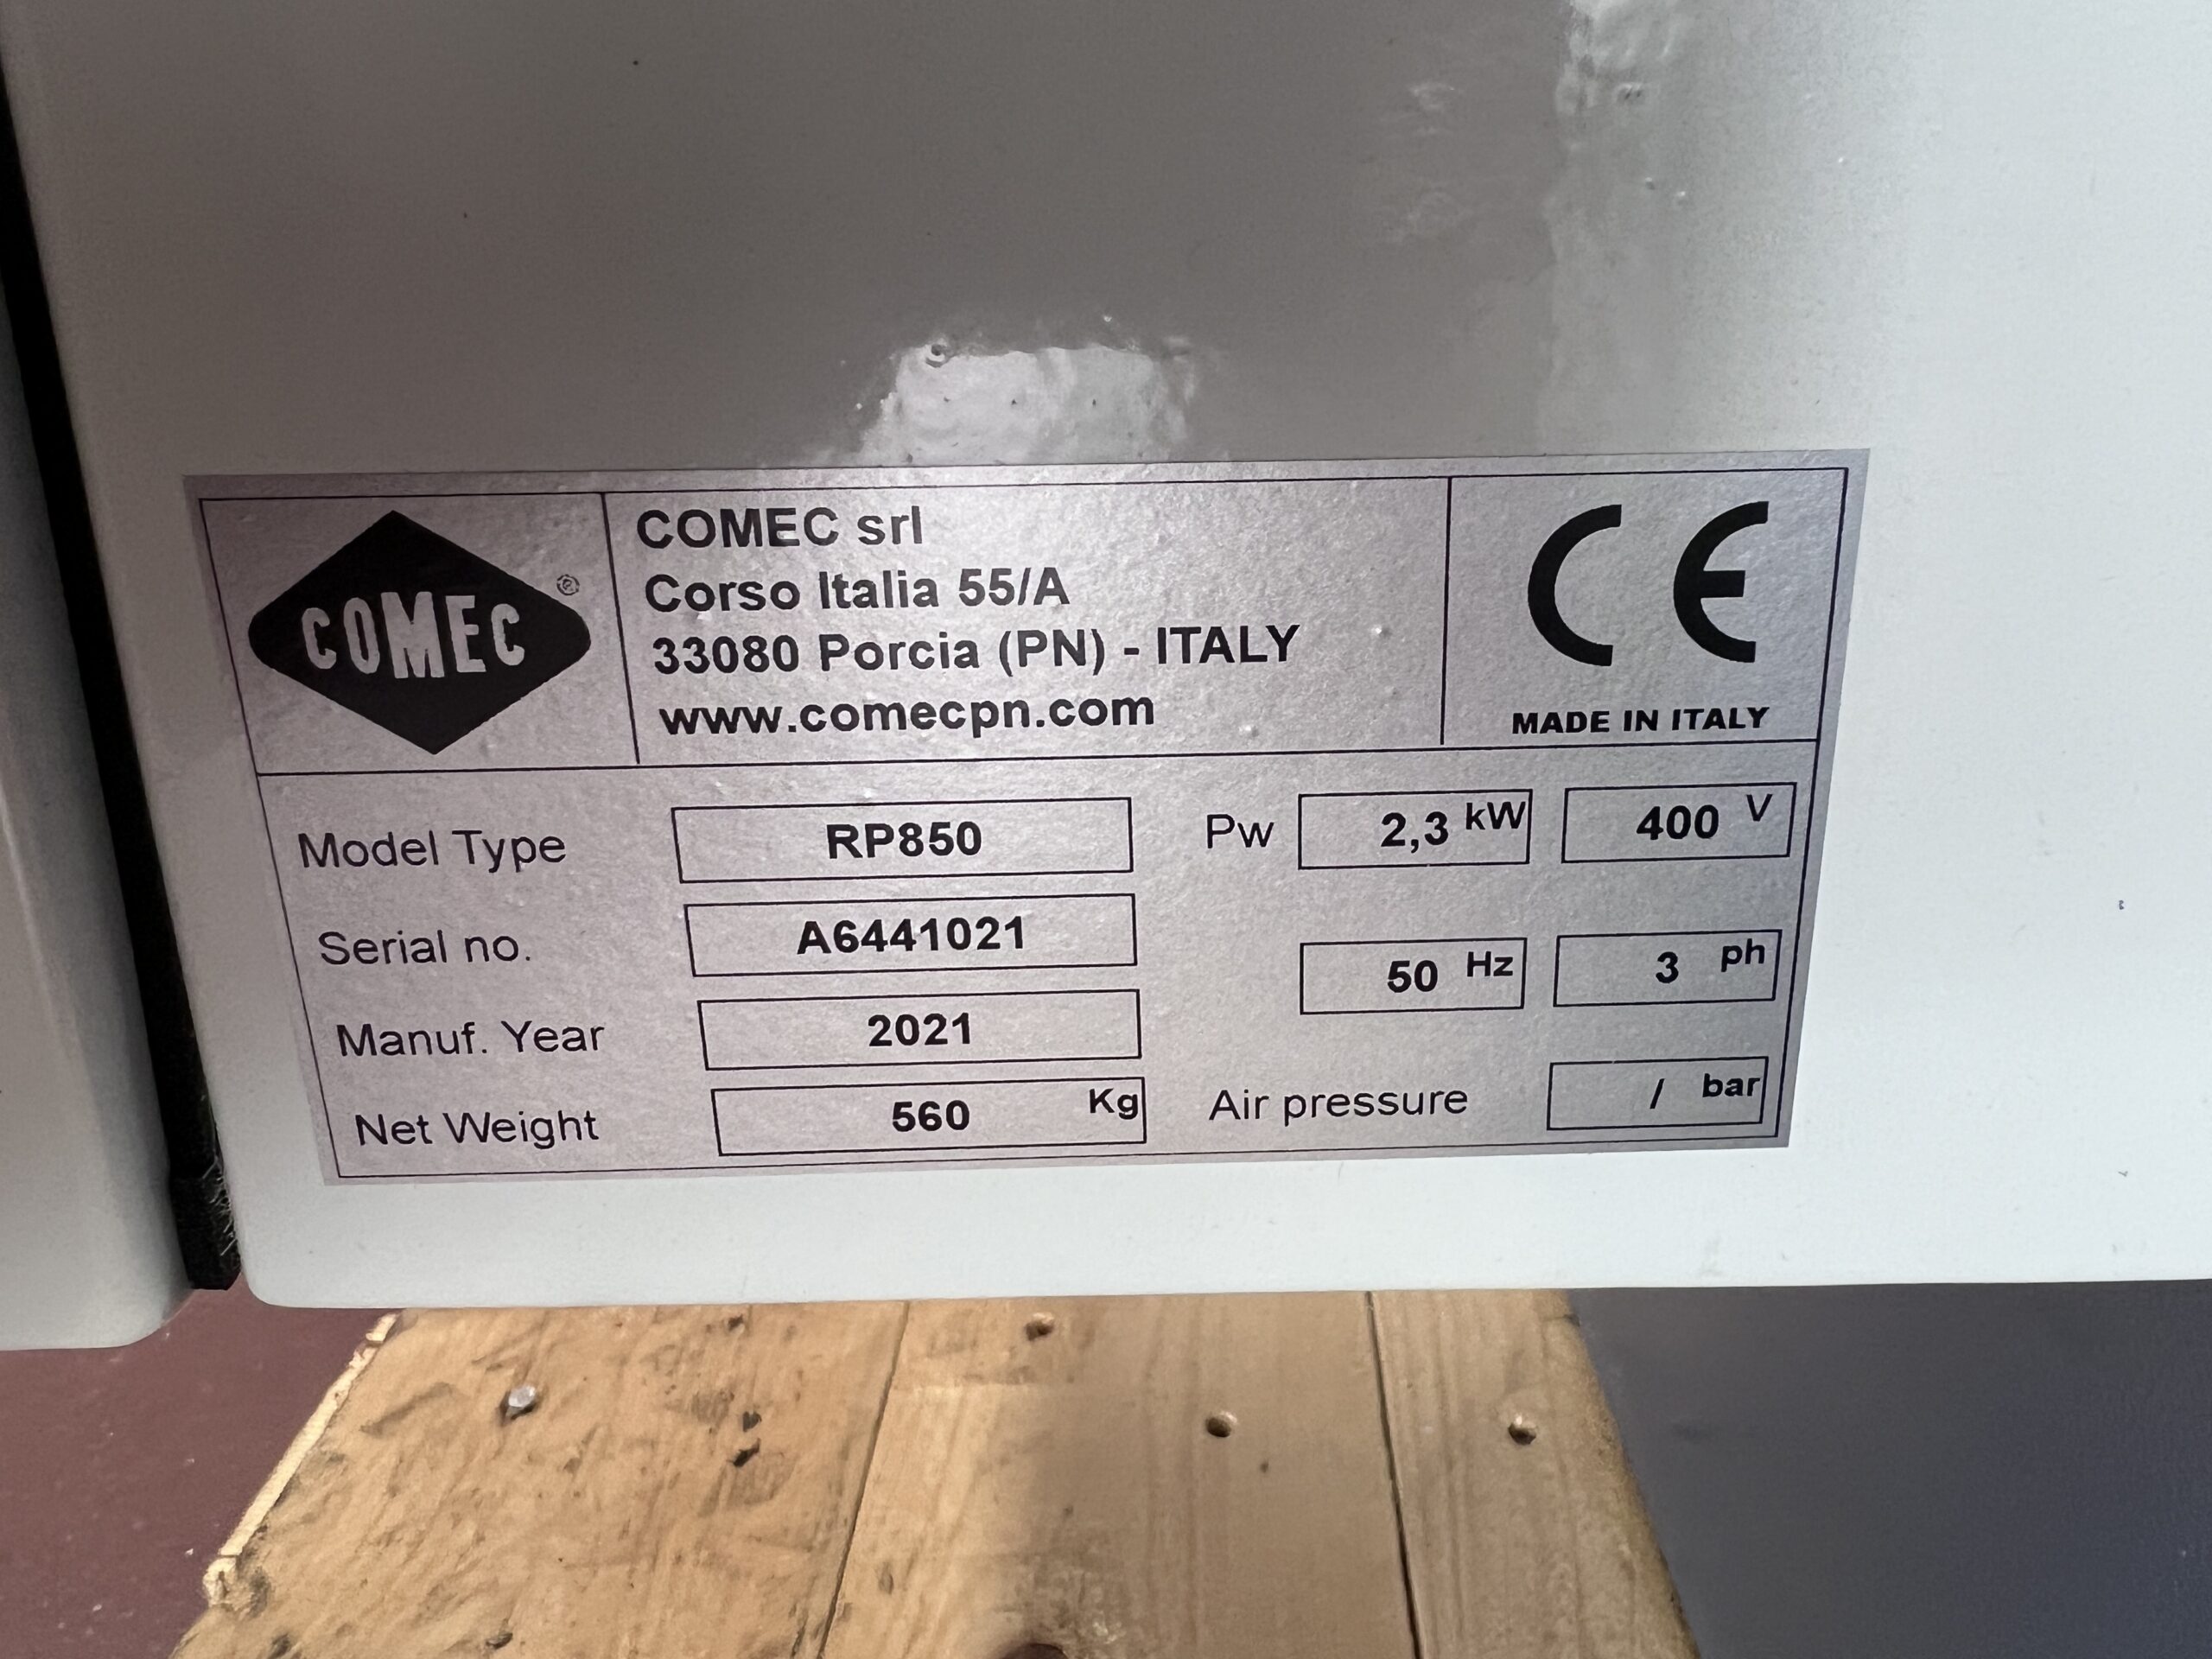 COMEC®
COMEC srl
Corso Italia 55/A
33080 Porcia (PN) - ITALY
www.comecpn.com
CE
MADE IN ITALY
Model Type RP850
Serial no. A6441021
Manuf. Year 2021
Net Weight 560 Kg
Pw 2,3 kW 400 V
50 Hz 3 ph
Air pressure / bar